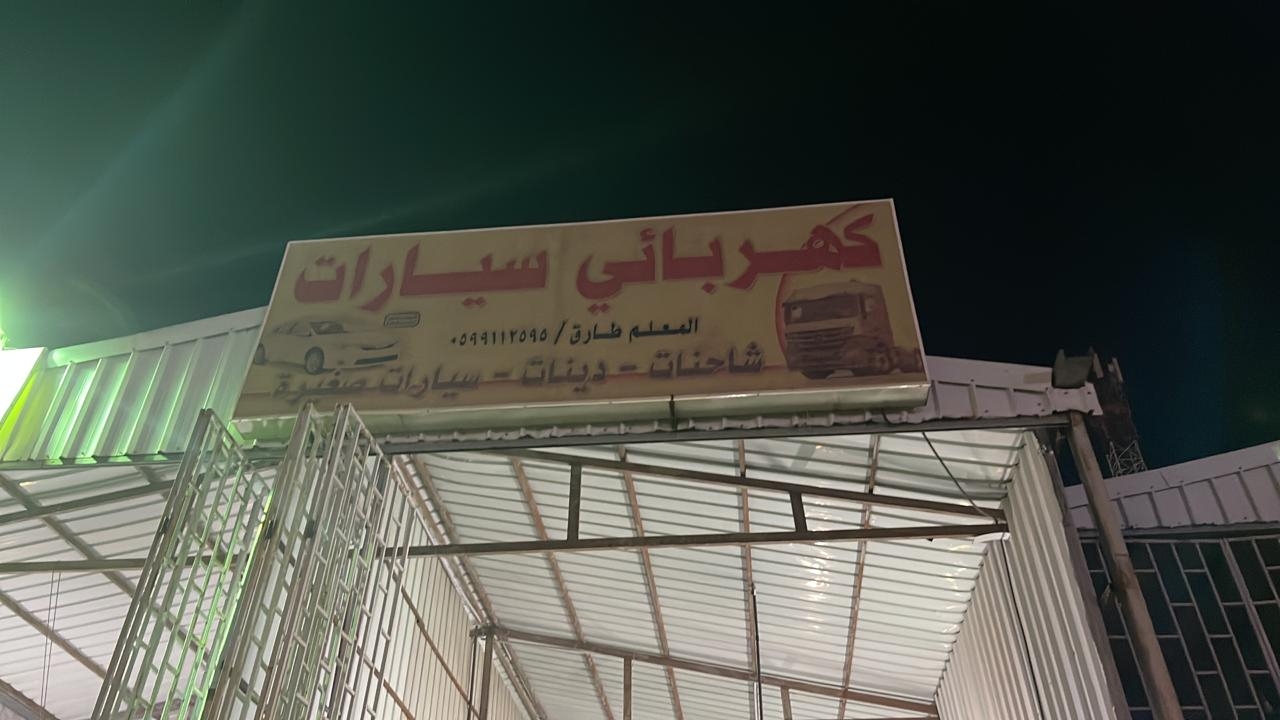 كهربائي سيارات
المعلم طارق / ٠٥٩٩١١٢٥٩٥
شاحنات - دينات - سيارات صغيرة